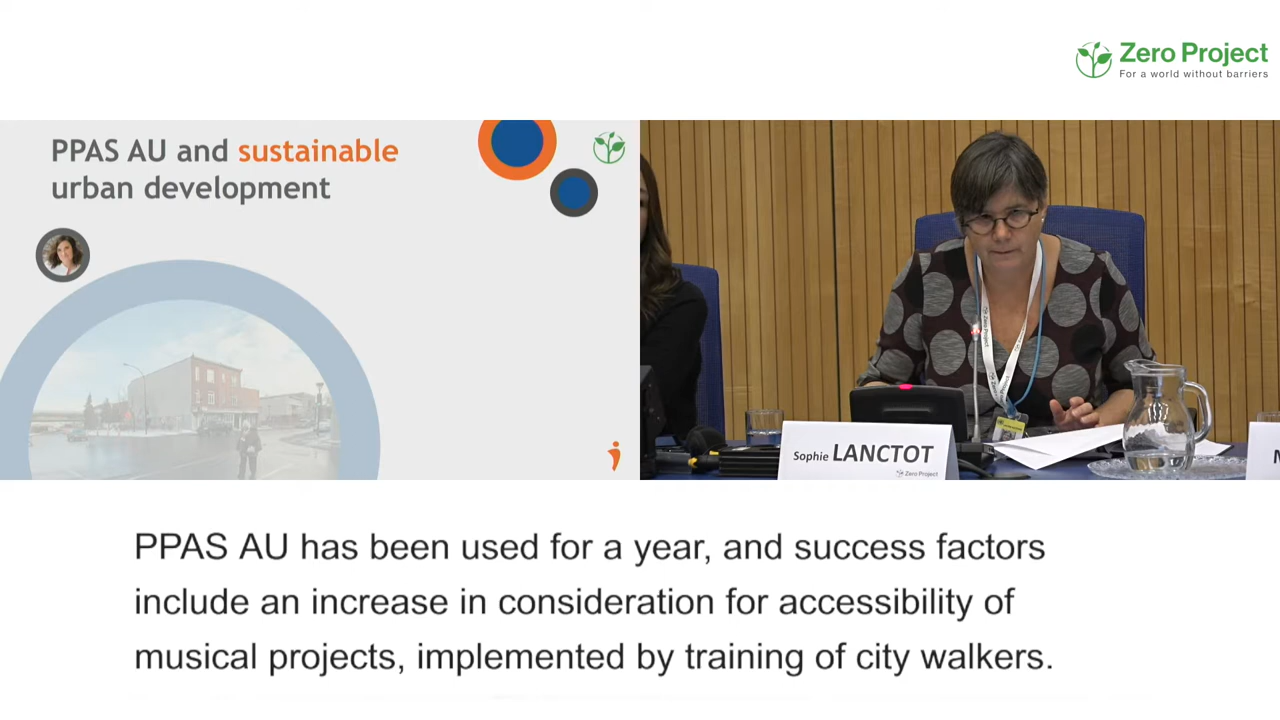 Zero Project
For a world without barriers
PPAS AU and sustainable
urban development
Sophie LANCTOT
Zero Project
PPAS AU has been used for a year, and success factors
include an increase in consideration for accessibility of
musical projects, implemented by training of city walkers.